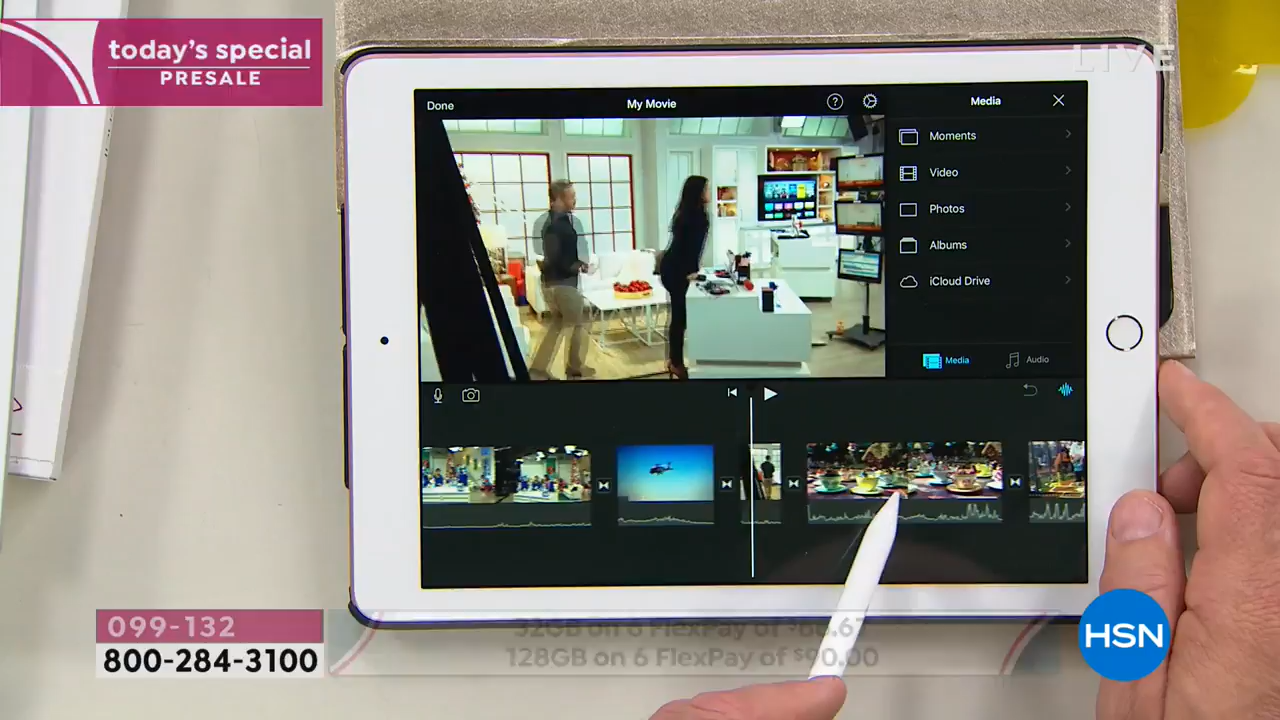 today's special
PRESALE
LIVE
Done
My Movie
?
Media
Moments
Video
Photos
Albums
iCloud Drive
Media
Audio
099-132
800-284-3100
32GB on 6 FlexPay of $66.67
128GB on 6 FlexPay of $90.00
HSN